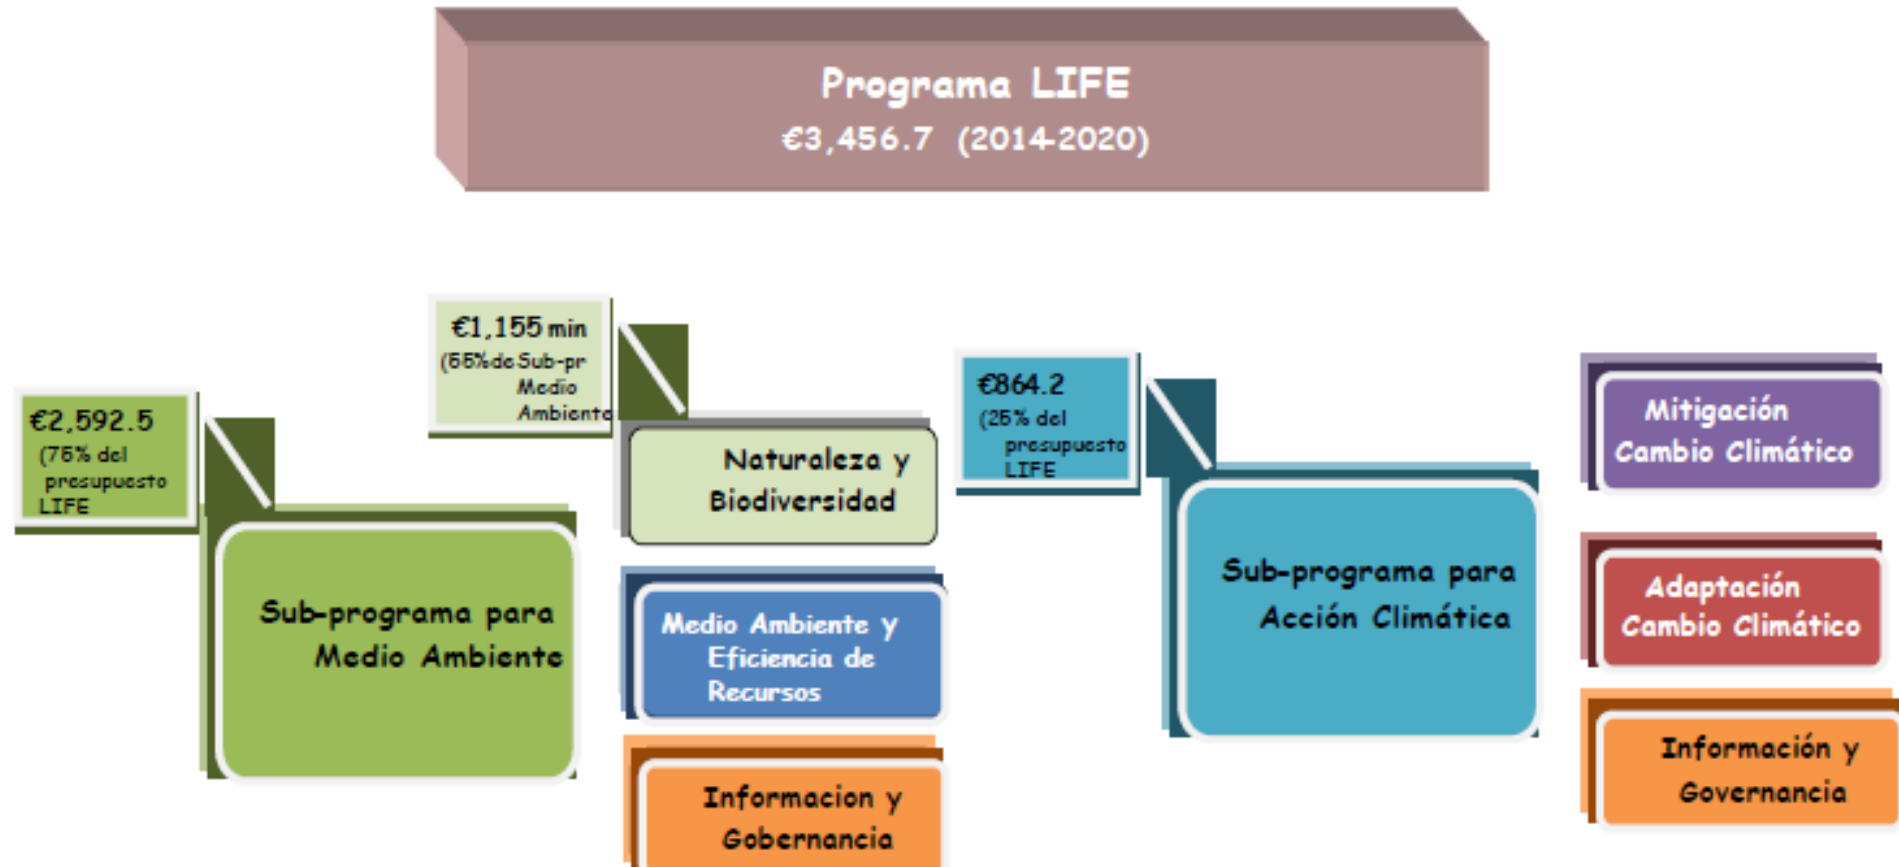 Programa LIFE
€3,456.7 (2014-2020)
€2,592.5
(75% del
presupuesto
LIFE
Sub-programa para
Medio Ambiente
€1,155 min
(55%de Sub-pr
Medio
Ambiente
Naturaleza y
Biodiversidad
Medio Ambiente y
Eficiencia de
Recursos
Informacion y
Gobernancia
€864.2
(25% del
presupuesto
LIFE
Sub-programa para
Acción Climática
Mitigación
Cambio Climático
Adaptación
Cambio Climático
Información y
Governancia